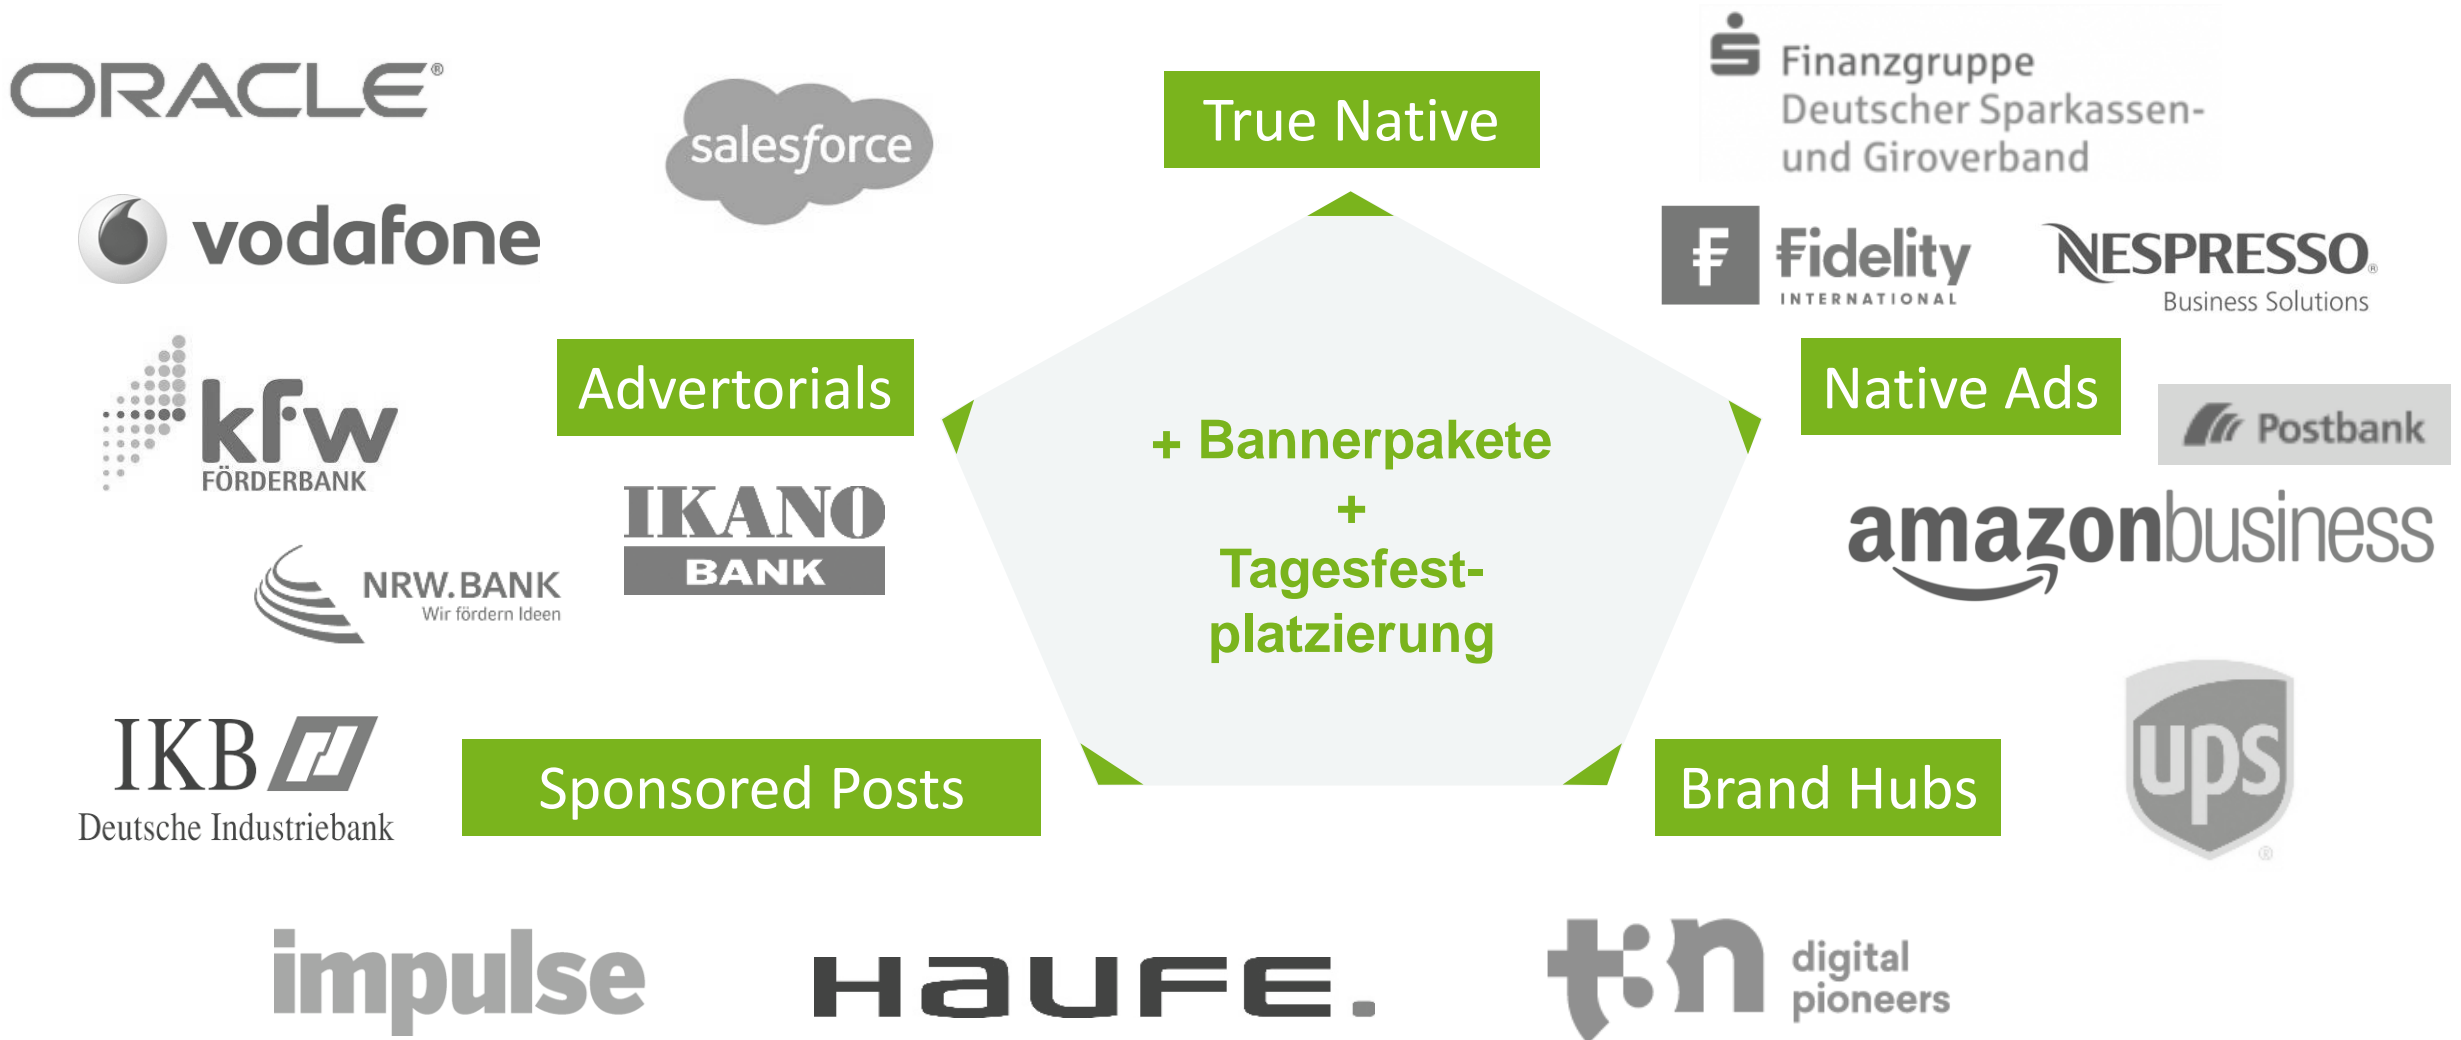 ORACLE®
salesforce
True Native
Finanzgruppe
Deutscher Sparkassen-
und Giroverband
vodafone
Fidelity
INTERNATIONAL
NESPRESSO®
Business Solutions
kfw
FÖRDERBANK
Advertorials
Native Ads
Postbank
+ Bannerpakete
+
Tagesfest-
platzierung
IKANO
BANK
amazonbusiness
NRW.BANK
Wir fördern Ideen
IKB
Deutsche Industriebank
Sponsored Posts
Brand Hubs
ups
®
impulse
HAUFE.
t3n
digital
pioneers